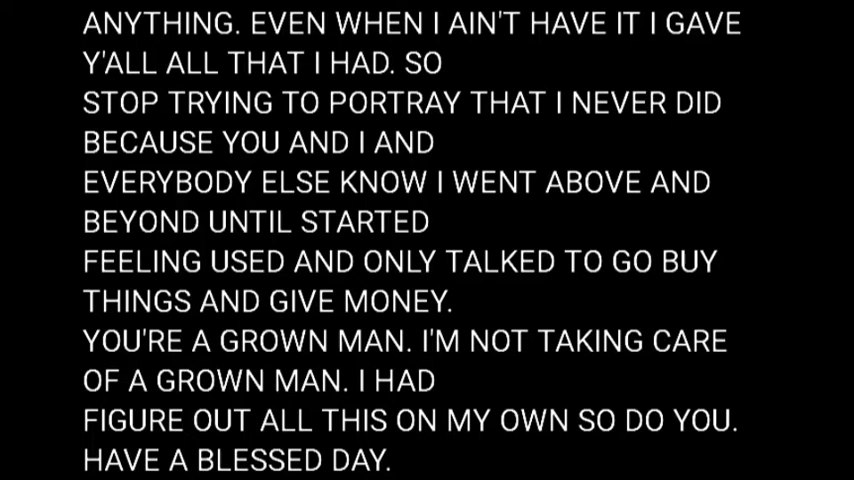 ANYTHING. EVEN WHEN I AIN'T HAVE IT I GAVE
Y'ALL ALL THAT I HAD. SO
STOP TRYING TO PORTRAY THAT I NEVER DID
BECAUSE YOU AND I AND
EVERYBODY ELSE KNOW I WENT ABOVE AND
BEYOND UNTIL STARTED
FEELING USED AND ONLY TALKED TO GO BUY
THINGS AND GIVE MONEY.
YOU'RE A GROWN MAN. I'M NOT TAKING CARE
OF A GROWN MAN. I HAD
FIGURE OUT ALL THIS ON MY OWN SO DO YOU.
HAVE A BLESSED DAY.